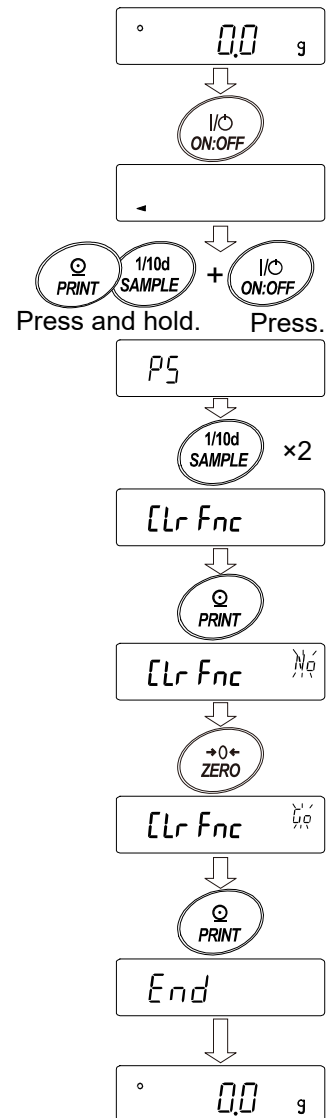 0.0 g
I/
ON:OFF
PRINT
1/10d
SAMPLE
+
I/
ON:OFF
Press and hold.
Press.
PS
1/10d
SAMPLE
×2
CLr Fnc
PRINT
CLr Fnc No
→0←
ZERO
CLr Fnc Go
PRINT
End
0.0 g